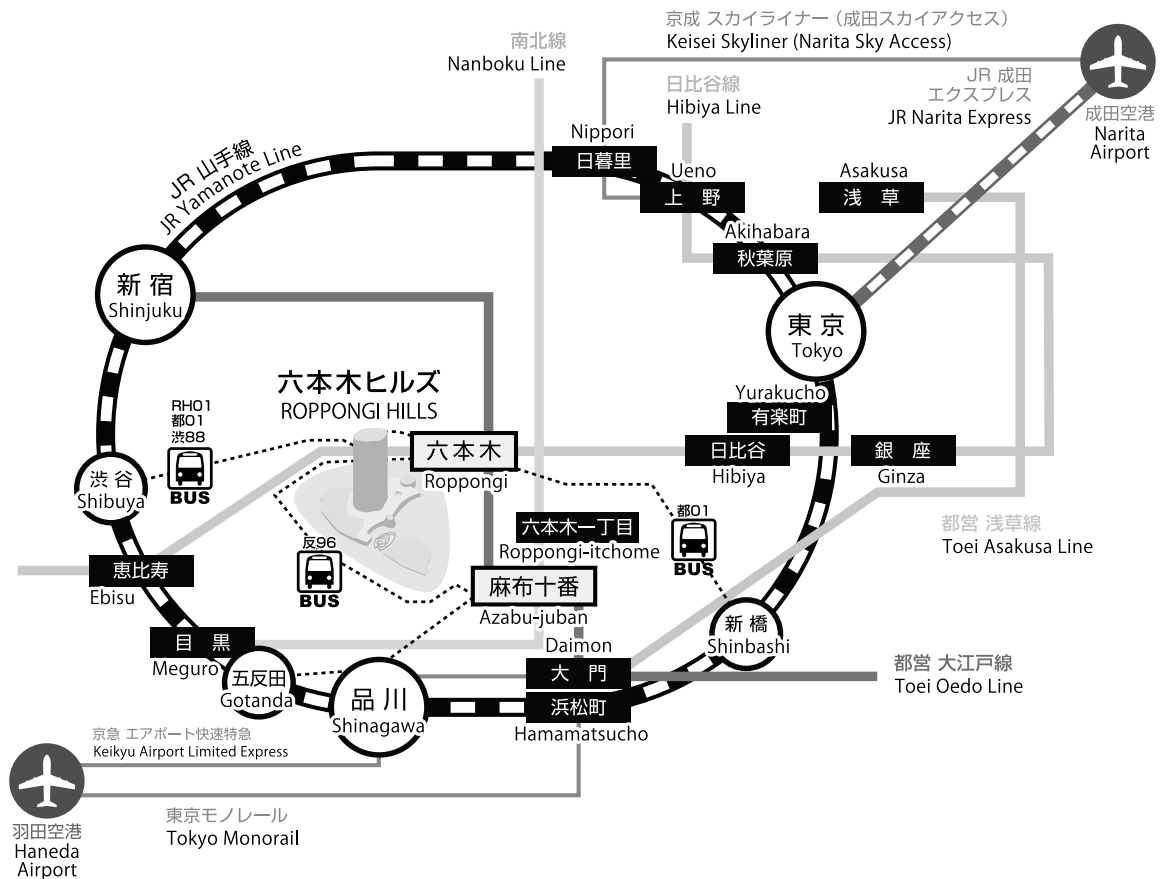 京成 スカイライナー（成田スカイアクセス）
Keisei Skyliner (Narita Sky Access)
南北線
Nanboku Line
日比谷線
Hibiya Line
JR 成田
エクスプレス
JR Narita Express
成田空港
Narita
Airport
JR 山手線
JR Yamanote Line
Nippori
日暮里
Ueno
上 野
Asakusa
浅 草
Akihabara
秋葉原
新 宿
Shinjuku
東 京
Tokyo
六本木ヒルズ
ROPPONGI HILLS
Yurakucho
有楽町
RH01
都01
渋88
BUS
六本木
Roppongi
日比谷
Hibiya
銀 座
Ginza
渋 谷
Shibuya
都01
BUS
六本木一丁目
Roppongi-itchome
都営 浅草線
Toei Asakusa Line
反96
BUS
恵比寿
Ebisu
麻布十番
Azabu-juban
新 橋
Shinbashi
目 黒
Meguro
Daimon
大 門
都営 大江戸線
Toei Oedo Line
五反田
Gotanda
品 川
Shinagawa
浜松町
Hamamatsucho
京急 エアポート快速特急
Keikyu Airport Limited Express
羽田空港
Haneda
Airport
東京モノレール
Tokyo Monorail